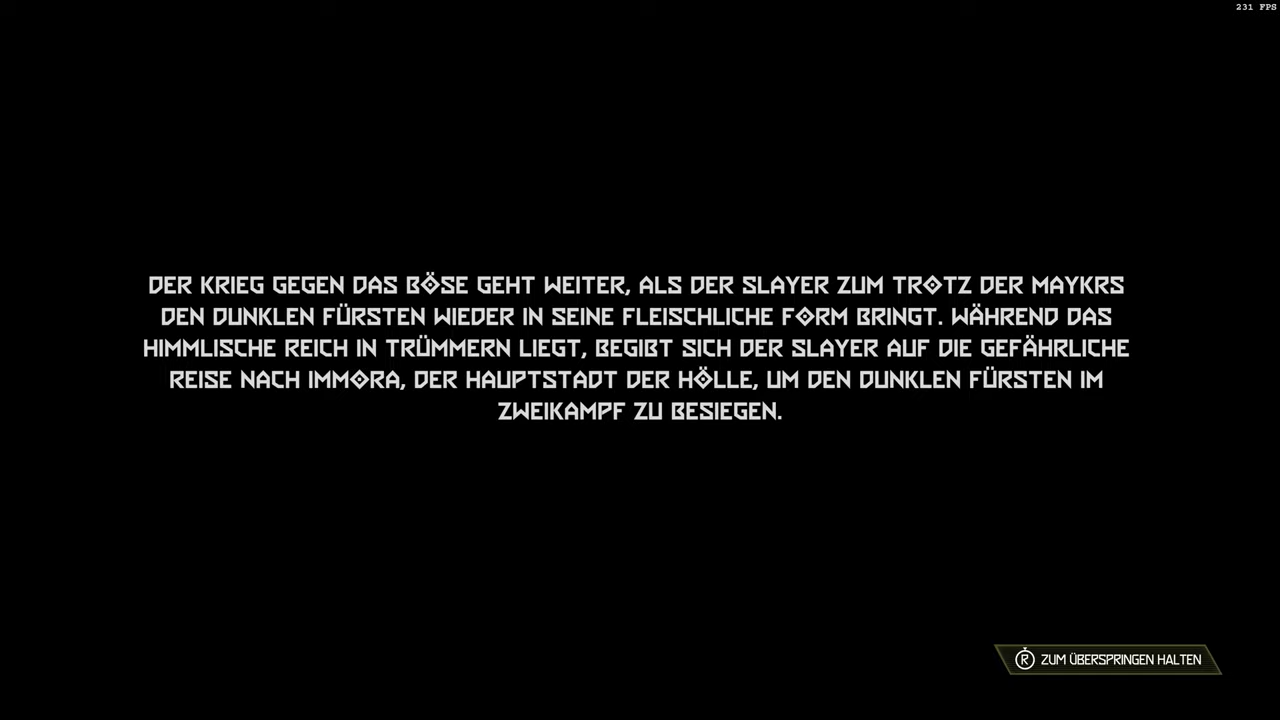 231 FPS
DER KRIEG GEGEN DAS BÖSE GEHT WEITER, ALS DER SLAYER ZUM TROTZ DER MAYKRS
DEN DUNKLEN FÜRSTEN WIEDER IN SEINE FLEISCHLICHE FORM BRINGT. WÄHREND DAS
HIMMLISCHE REICH IN TRÜMMERN LIEGT, BEGIBT SICH DER SLAYER AUF DIE GEFÄHRLICHE
REISE NACH IMMORA, DER HAUPTSTADT DER HÖLLE, UM DEN DUNKLEN FÜRSTEN IM
ZWEIKAMPF ZU BESIEGEN.
R ZUM ÜBERSPRINGEN HALTEN